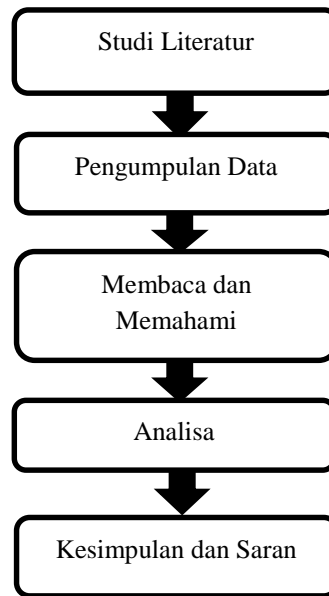 Studi Literatur
Pengumpulan Data
Membaca dan
Memahami
Analisa
Kesimpulan dan Saran